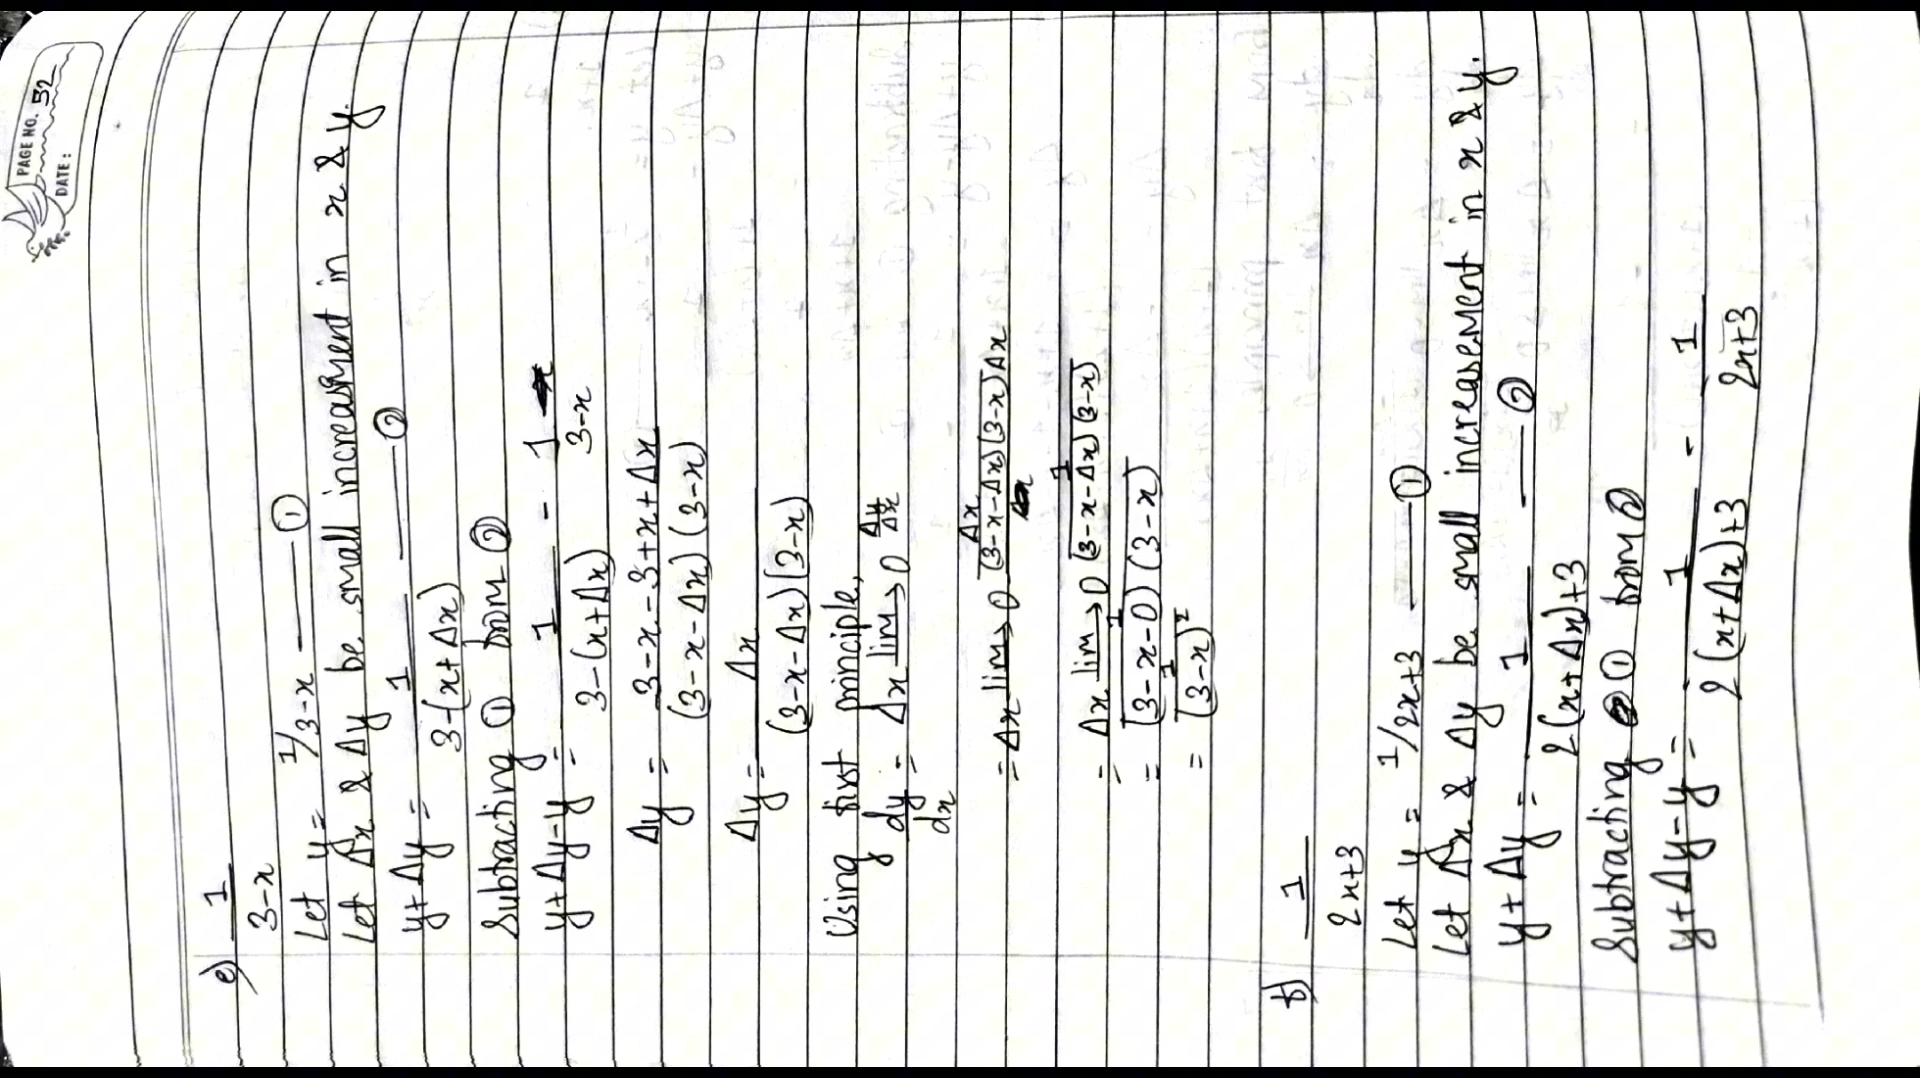 PAGE NO. 52
DATE:
e) 1
3-x
Let y = 1/3-x —— ①
Let Δx & Δy be small increasment in x & y.
y+Δy = 1 —— ②
3-(x+Δx)
Subtracting ① from ②
y+Δy-y = 1 - 1
3-(x+Δx) 3-x
Δy = 3-x-3+x+Δx
(3-x-Δx)(3-x)
Δy = Δx
(3-x-Δx)(3-x)
Using first principle,
dy = Δx lim→0 Δy
dx Δx
= Δx lim→0 Δx
(3-x-Δx)(3-x)Δx
= Δx lim→0 1
(3-x-Δx)(3-x)
= 1
(3-x-0)(3-x)
= 1
(3-x)²
f) 1
2x+3
Let y = 1/2x+3 —— ①
Let Δx & Δy be small increasement in x & y.
y+Δy = 1 —— ②
2(x+Δx)+3
Subtracting ① from ②
y+Δy-y = 1 - 1
2(x+Δx)+3 2x+3